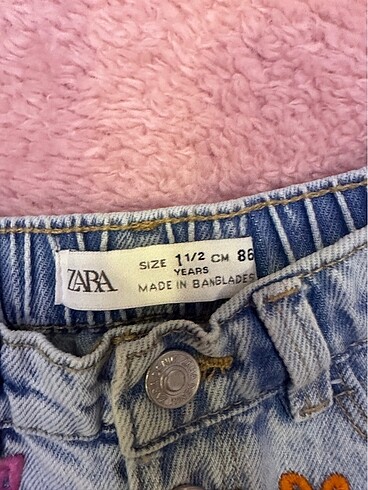 ZARA
SIZE 1 1/2 CM 86
YEARS
MADE IN BANGLADES